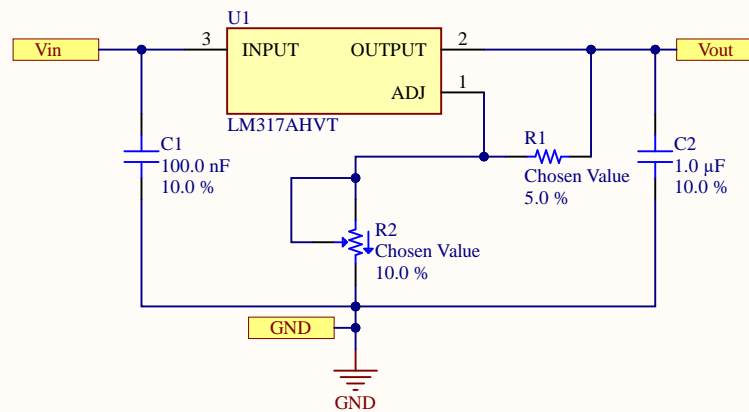 U1
Vin
3
INPUT
OUTPUT
2
Vout
ADJ
1
LM317AHVT
C1
100.0 nF
10.0 %
R1
Chosen Value
5.0 %
C2
1.0 µF
10.0 %
R2
Chosen Value
10.0 %
GND
GND